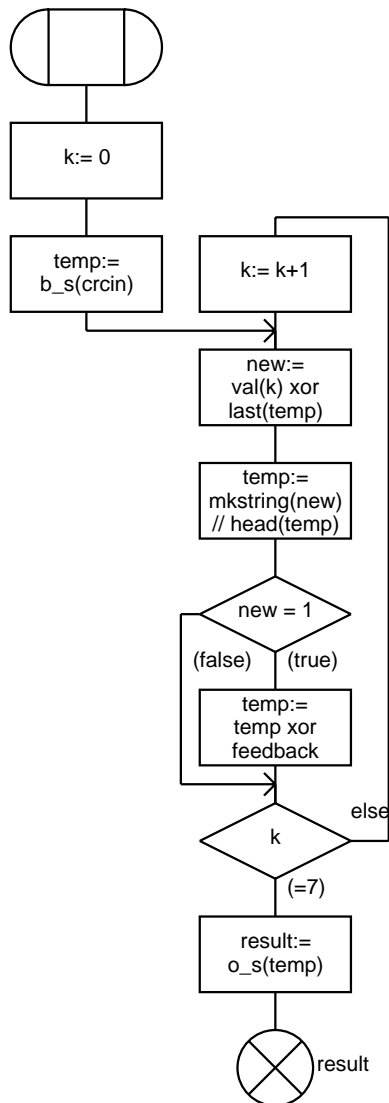 k:= 0
temp:=
b_s(crcin)
k:= k+1
new:=
val(k) xor
last(temp)
temp:=
mkstring(new)
// head(temp)
new = 1
(false)
(true)
temp:=
temp xor
feedback
else
k
(=7)
result:=
o_s(temp)
result